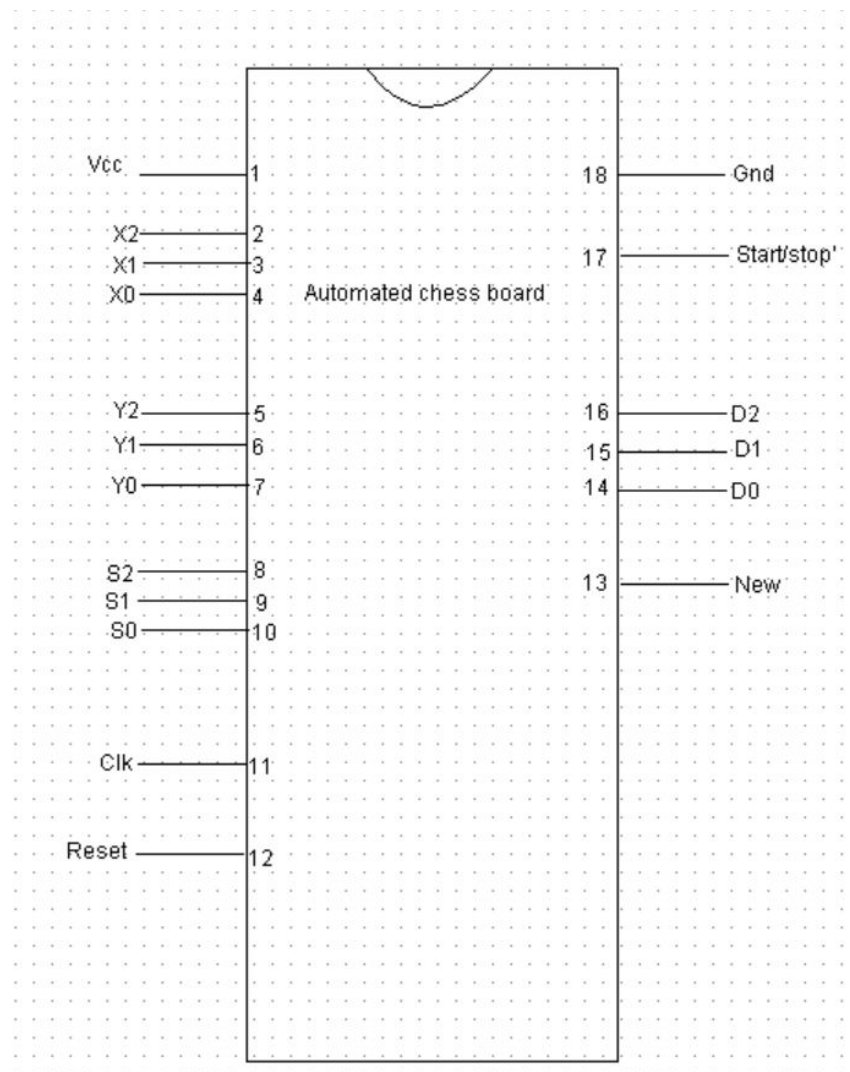 Vcc 1 18 Gnd
X2 2
17 Start/stop'
X1 3
X0 4 Automated chess board
Y2 5 16 D2
Y1 6 15 D1
Y0 7 14 D0
S2 8 13 New
S1 9
S0 10
Clk 11
Reset 12